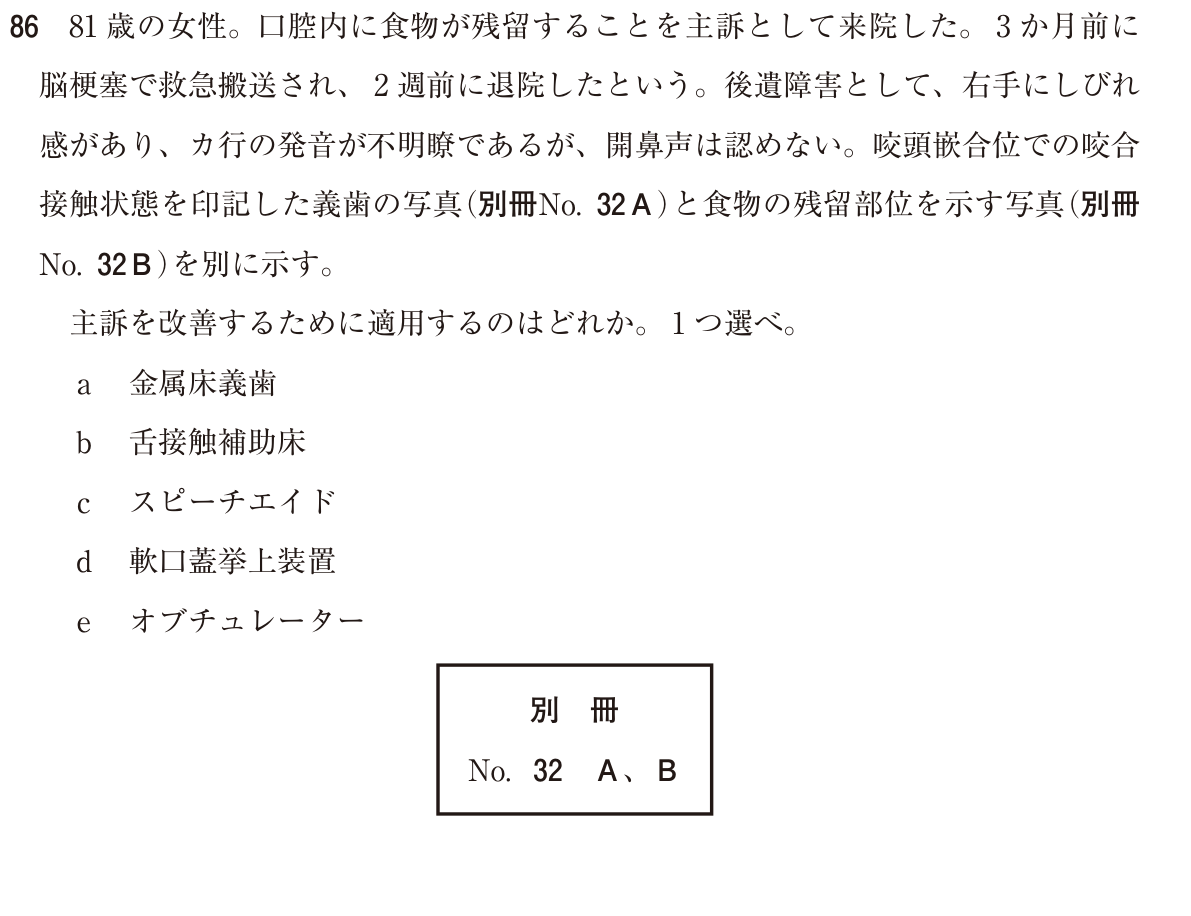 86 81歳の女性。口腔内に食物が残留することを主訴として来院した。3か月前に
脳梗塞で救急搬送され、2週前に退院したという。後遺障害として、右手にしびれ
感があり、カ行の発音が不明瞭であるが、開鼻声は認めない。咬頭嵌合位での咬合
接触状態を印記した義歯の写真(別冊No. 32A)と食物の残留部位を示す写真(別冊
No. 32B)を別に示す。
主訴を改善するために適用するのはどれか。1つ選べ。
a 金属床義歯
b 舌接触補助床
c スピーチエイド
d 軟口蓋挙上装置
e オブチュレーター
別 冊
No. 32 A、B